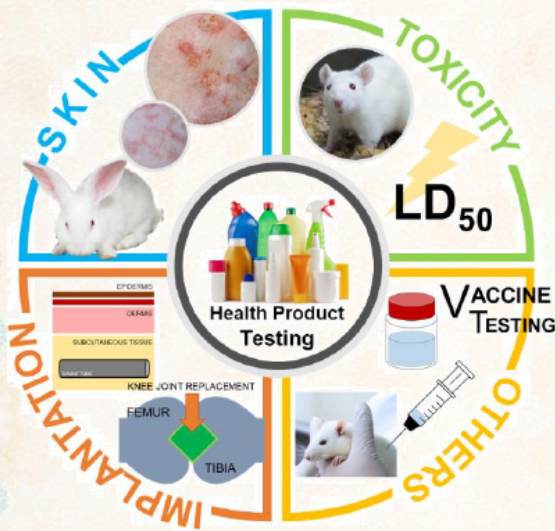 SKIN
TOXICITY
LD50
Health Product
Testing
EPIDERMIS
DERMIS
SUBCUTANEOUS TISSUE
KNEE JOINT REPLACEMENT
FEMUR
TIBIA
IMPLANTATION
VACCINE
TESTING
OTHERS